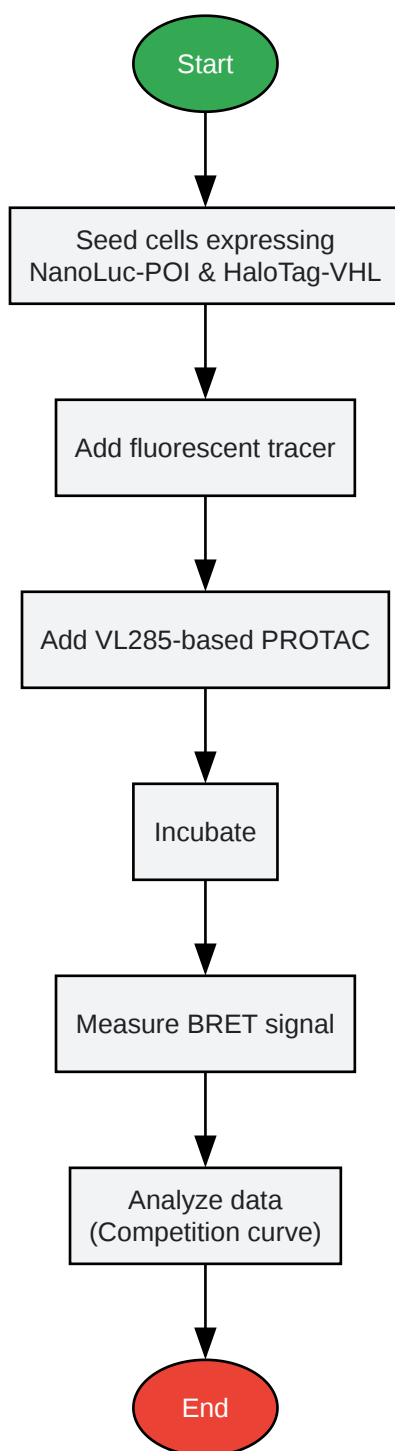 Start
Seed cells expressing
NanoLuc-POI & HaloTag-VHL
Add fluorescent tracer
Add VL285-based PROTAC
Incubate
Measure BRET signal
Analyze data
(Competition curve)
End